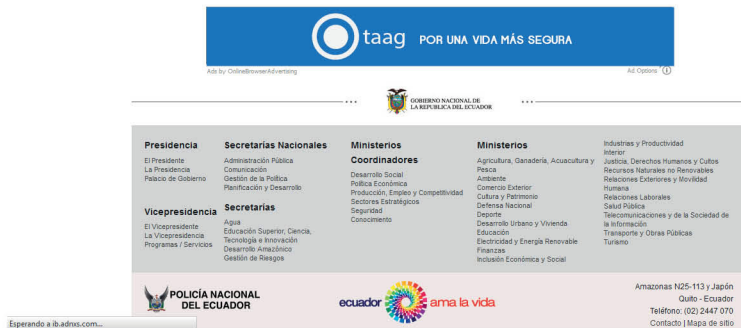 taag POR UNA VIDA MÁS SEGURA
Ads by OnlineBrowserAdvertising
Ad Options
GOBIERNO NACIONAL DE
LA REPUBLICA DEL ECUADOR
Presidencia
El Presidente
La Presidencia
Palacio de Gobierno
Vicepresidencia
El Vicepresidente
La Vicepresidencia
Programas / Servicios
Secretarías Nacionales
Administración Pública
Comunicación
Gestión de la Política
Planificación y Desarrollo
Secretarías
Agua
Educación Superior, Ciencia,
Tecnología e Innovación
Desarrollo Amazónico
Gestión de Riesgos
Ministerios
Coordinadores
Desarrollo Social
Política Económica
Producción, Empleo y Competitividad
Sectores Estratégicos
Seguridad
Conocimiento
Ministerios
Agricultura, Ganadería, Acuacultura y
Pesca
Ambiente
Comercio Exterior
Cultura y Patrimonio
Defensa Nacional
Deporte
Desarrollo Urbano y Vivienda
Educación
Electricidad y Energía Renovable
Finanzas
Inclusión Económica y Social
Industrias y Productividad
Interior
Justicia, Derechos Humanos y Cultos
Recursos Naturales no Renovables
Relaciones Exteriores y Movilidad
Humana
Relaciones Laborales
Salud Pública
Telecomunicaciones y de la Sociedad de
la Información
Transporte y Obras Públicas
Turismo
POLICÍA NACIONAL
DEL ECUADOR
ecuador ama la vida
Amazonas N25-113 y Japón
Quito - Ecuador
Teléfono: (02) 2447 070
Contacto | Mapa de sitio
Esperando a ib.adnxs.com...